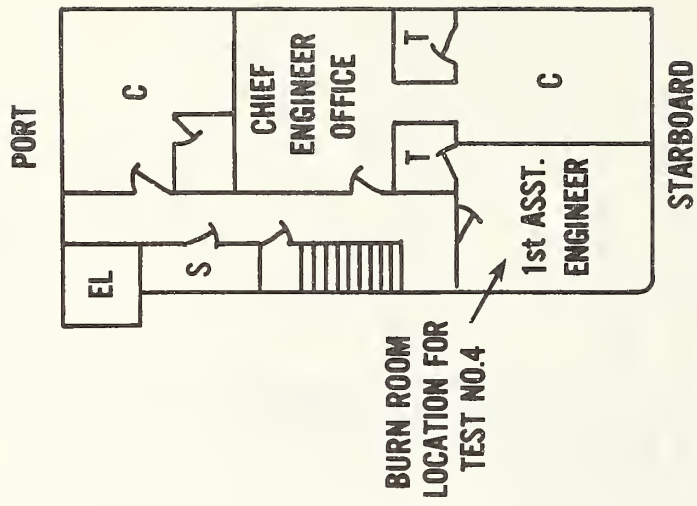 PORT
C
CHIEF
ENGINEER
OFFICE
T
T
C
EL
S
1st ASST.
ENGINEER
BURN ROOM
LOCATION FOR
TEST NO.4
STARBOARD